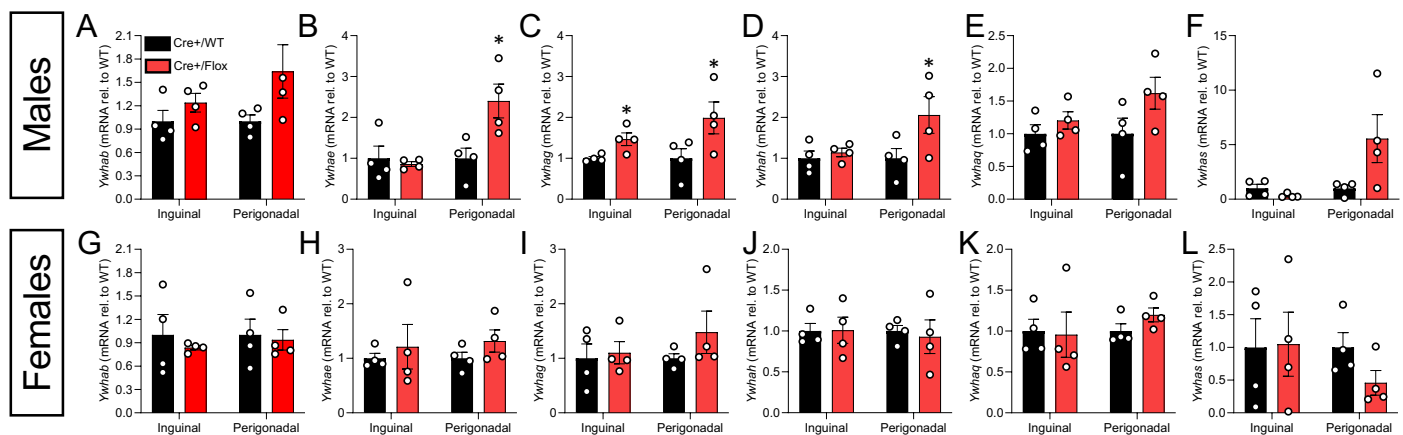 Males
A
Ywhab (mRNA rel. to WT)
2.1
1.8
1.5
1.2
0.9
0.6
0.3
0.0
Cre+/WT
Cre+/Flox
Inguinal
Perigonadal
B
Ywhae (mRNA rel. to WT)
4
3
2
1
0
*
Inguinal
Perigonadal
C
Ywhag (mRNA rel. to WT)
4
3
2
1
0
*
*
Inguinal
Perigonadal
D
Ywhah (mRNA rel. to WT)
4
3
2
1
0
*
Inguinal
Perigonadal
E
Ywhaq (mRNA rel. to WT)
2.5
2.0
1.5
1.0
0.5
0.0
Inguinal
Perigonadal
F
Ywhas (mRNA rel. to WT)
15
10
5
0
Inguinal
Perigonadal
Females
G
Ywhab (mRNA rel. to WT)
2.1
1.8
1.5
1.2
0.9
0.6
0.3
0.0
Inguinal
Perigonadal
H
Ywhae (mRNA rel. to WT)
3
2
1
0
Inguinal
Perigonadal
I
Ywhag (mRNA rel. to WT)
3
2
1
0
Inguinal
Perigonadal
J
Ywhah (mRNA rel. to WT)
2.0
1.5
1.0
0.5
0.0
Inguinal
Perigonadal
K
Ywhaq (mRNA rel. to WT)
2.0
1.5
1.0
0.5
0.0
Inguinal
Perigonadal
L
Ywhas (mRNA rel. to WT)
2.5
2.0
1.5
1.0
0.5
0.0
Inguinal
Perigonadal